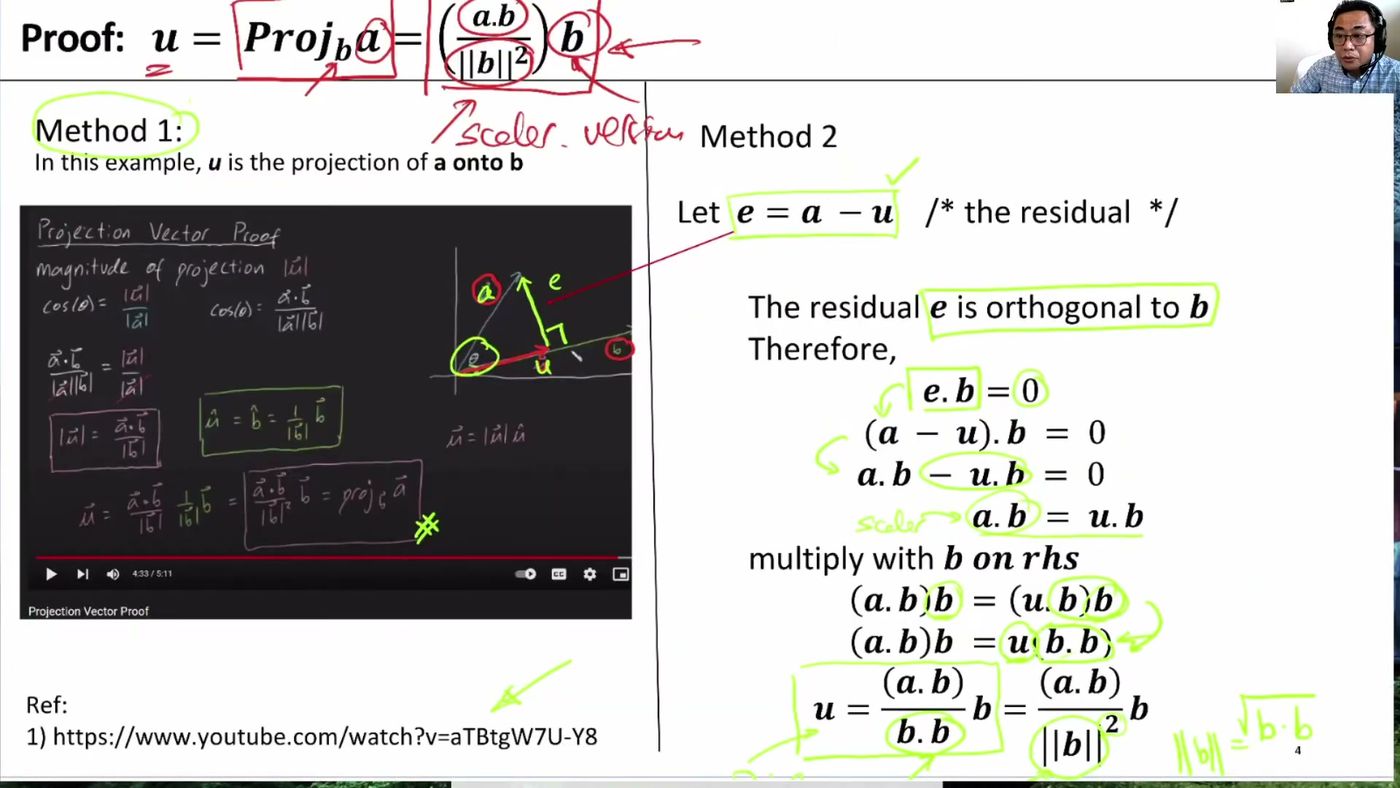 Proof: u = Proj_b a = (a.b / ||b||²) b
scaler. version
Method 1:
In this example, u is the projection of a onto b
Projection Vector Proof
magnitude of projection |u⃗|
cos(θ) = |u⃗| / |a⃗|   cos(θ) = a⃗·b⃗ / |a⃗||b⃗|
a⃗·b⃗ / |a⃗||b⃗| = |u⃗| / |a⃗|
a e
θ u b
|u⃗| = a⃗·b⃗ / |b⃗|   û = b̂ = 1/|b⃗| b⃗   u⃗ = |u⃗| û
u⃗ = a⃗·b⃗ / |b⃗| 1/|b⃗| b⃗ = a⃗·b⃗ / |b⃗|² b⃗ = proj_b⃗ a⃗
4:33 / 5:11
CC
Projection Vector Proof
Ref:
1) https://www.youtube.com/watch?v=aTBtgW7U-Y8
Method 2
Let e = a − u /* the residual */
The residual e is orthogonal to b
Therefore,
e.b = 0
(a − u).b = 0
a.b − u.b = 0
scaler a.b = u.b
multiply with b on rhs
(a.b)b = (u.b)b
(a.b)b = u(b.b)
u = (a.b) / b.b b = (a.b) / ||b||² b
||b|| = √b·b
4